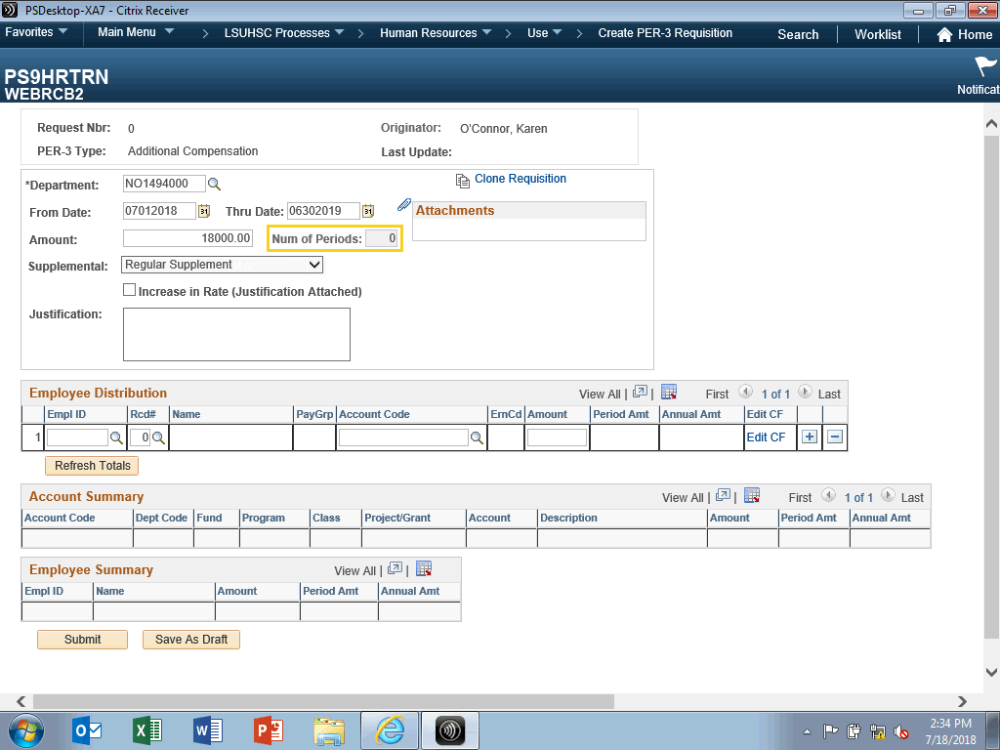 PSDesktop-XA7 - Citrix Receiver
Favorites Main Menu > LSUHSC Processes > Human Resources > Use > Create PER-3 Requisition Search Worklist Home
PS9HRTRN
WEBRCB2
Notificat
Request Nbr: 0 Originator: O'Connor, Karen
PER-3 Type: Additional Compensation Last Update:
*Department: NO1494000 Clone Requisition
From Date: 07012018 31 Thru Date: 06302019 31 Attachments
Amount: 18000.00 Num of Periods: 0
Supplemental: Regular Supplement
Increase in Rate (Justification Attached)
Justification:
Employee Distribution View All | | First 1 of 1 Last
Empl ID Rcd# Name PayGrp Account Code ErnCd Amount Period Amt Annual Amt Edit CF
1 0 Edit CF + -
Refresh Totals
Account Summary View All | | First 1 of 1 Last
Account Code Dept Code Fund Program Class Project/Grant Account Description Amount Period Amt Annual Amt
Employee Summary View All | |
Empl ID Name Amount Period Amt Annual Amt
Submit Save As Draft
2:34 PM
7/18/2018